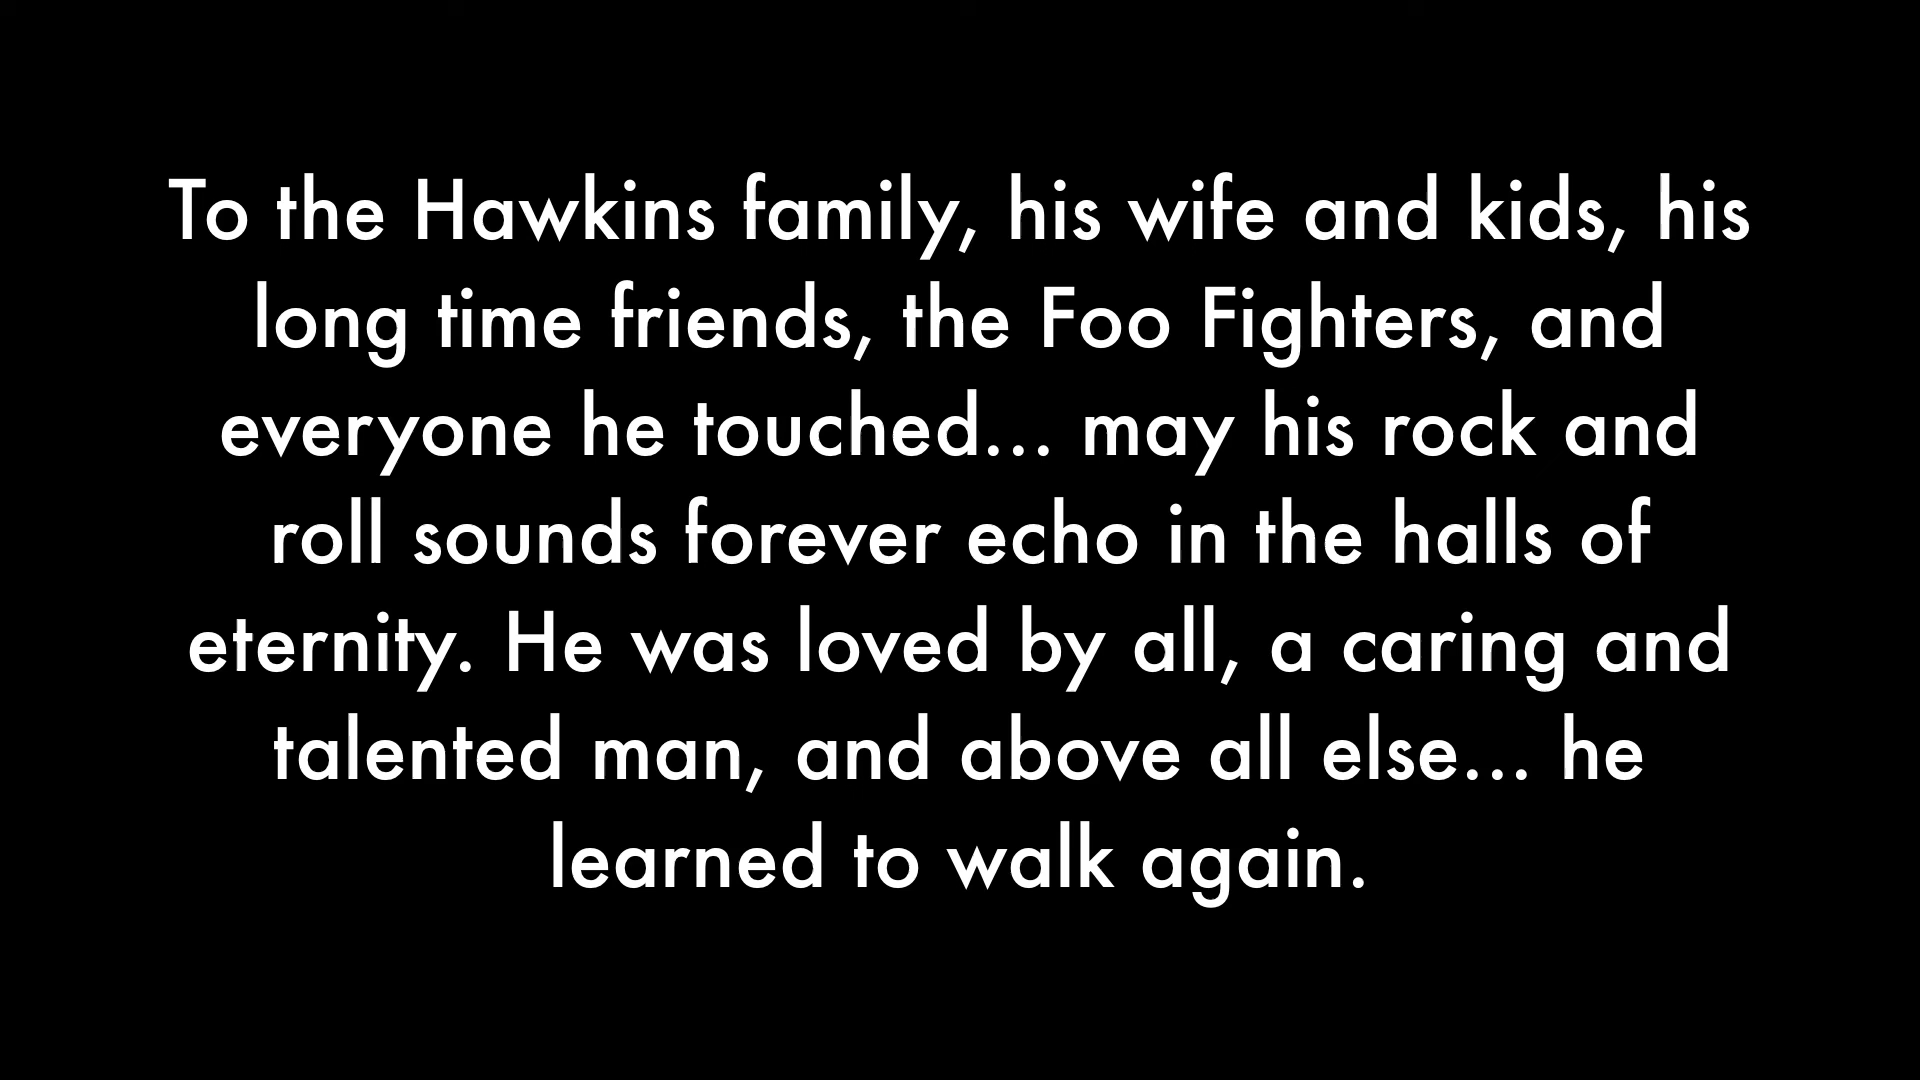 To the Hawkins family, his wife and kids, his
long time friends, the Foo Fighters, and
everyone he touched... may his rock and
roll sounds forever echo in the halls of
eternity. He was loved by all, a caring and
talented man, and above all else... he
learned to walk again.